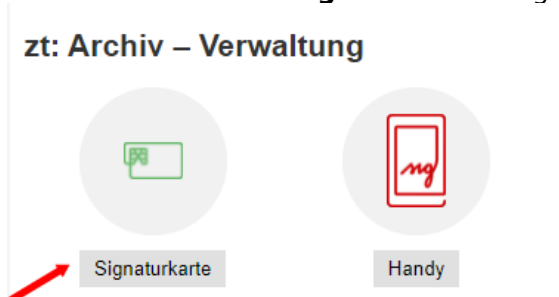 zt: Archiv – Verwaltung
Signaturkarte
Handy